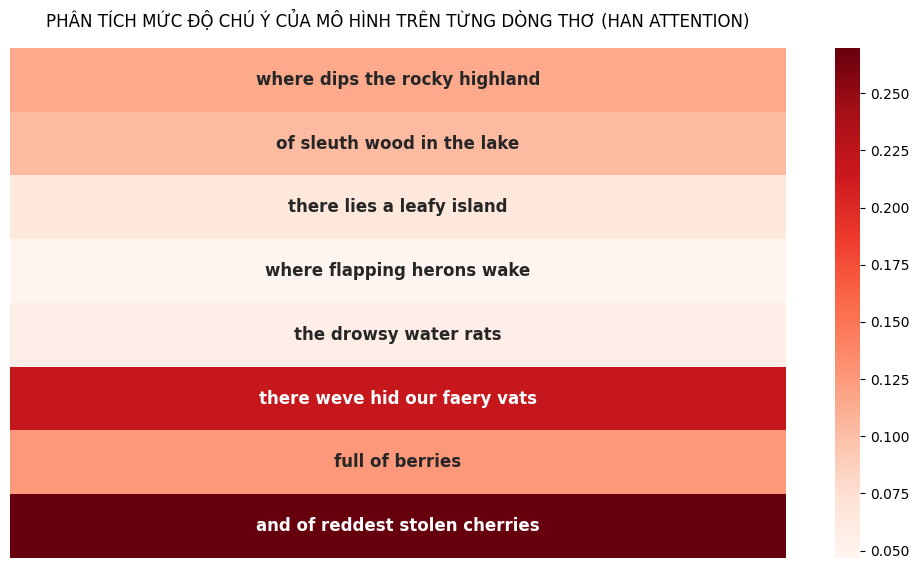 PHÂN TÍCH MỨC ĐỘ CHÚ Ý CỦA MÔ HÌNH TRÊN TỪNG DÒNG THƠ (HAN ATTENTION)
where dips the rocky highland
of sleuth wood in the lake
there lies a leafy island
where flapping herons wake
the drowsy water rats
there weve hid our faery vats
full of berries
and of reddest stolen cherries
0.250
0.225
0.200
0.175
0.150
0.125
0.100
0.075
0.050